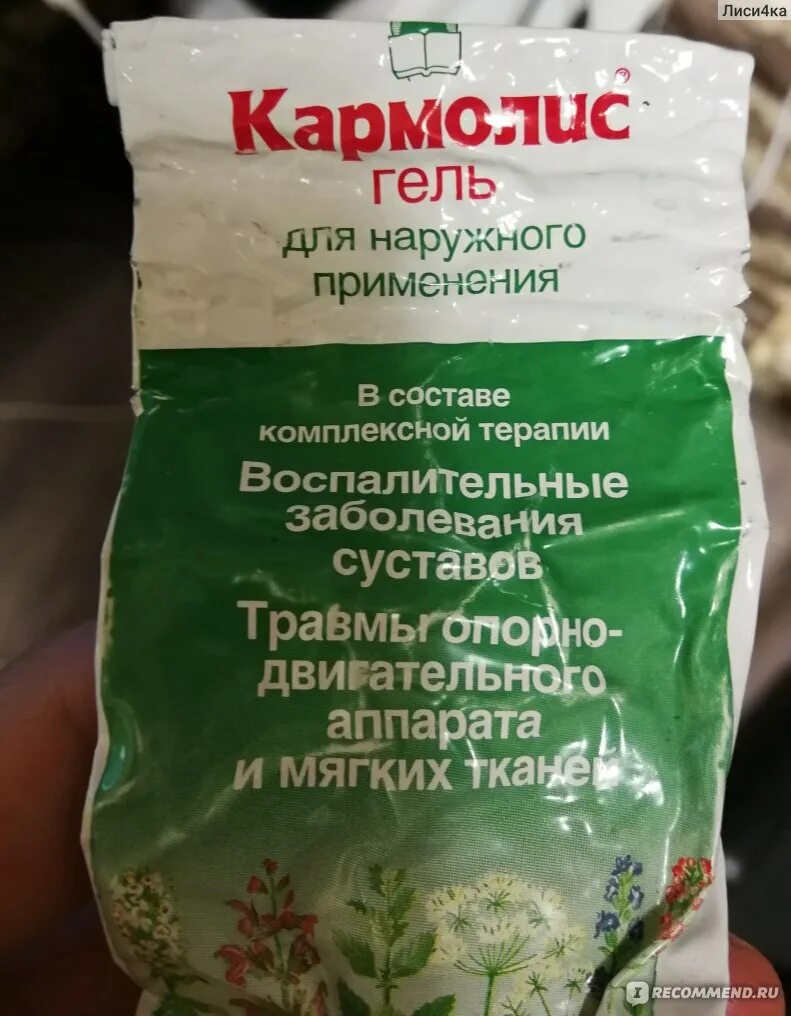 Лиси4ка
Кармолис®
гель
для наружного
применения
В составе
комплексной терапии
Воспалительные
заболевания
суставов
Травмы опорно-
двигательного
аппарата
и мягких тканей
IRECOMMEND.RU